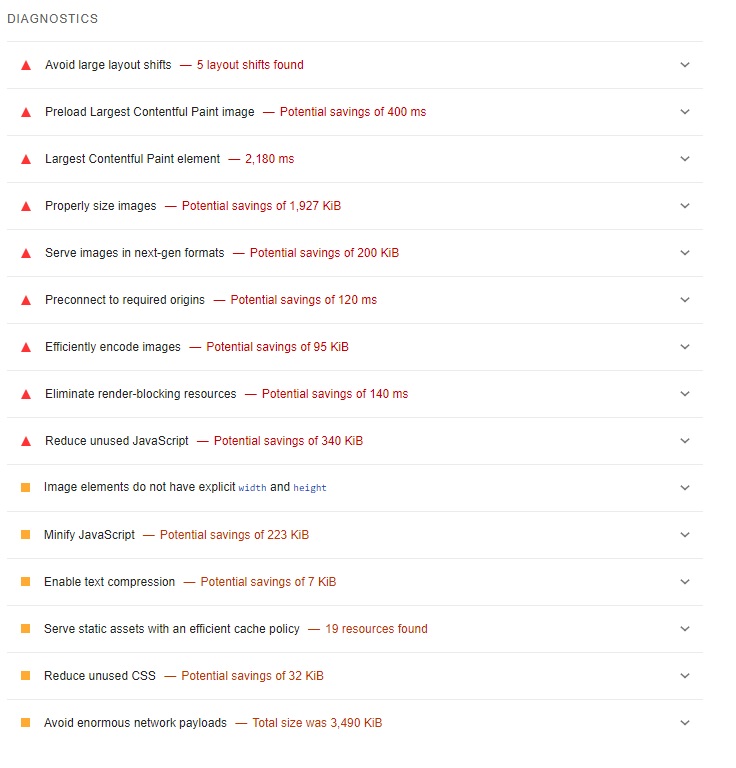 DIAGNOSTICS
Avoid large layout shifts — 5 layout shifts found
Preload Largest Contentful Paint image — Potential savings of 400 ms
Largest Contentful Paint element — 2,180 ms
Properly size images — Potential savings of 1,927 KiB
Serve images in next-gen formats — Potential savings of 200 KiB
Preconnect to required origins — Potential savings of 120 ms
Efficiently encode images — Potential savings of 95 KiB
Eliminate render-blocking resources — Potential savings of 140 ms
Reduce unused JavaScript — Potential savings of 340 KiB
Image elements do not have explicit width and height
Minify JavaScript — Potential savings of 223 KiB
Enable text compression — Potential savings of 7 KiB
Serve static assets with an efficient cache policy — 19 resources found
Reduce unused CSS — Potential savings of 32 KiB
Avoid enormous network payloads — Total size was 3,490 KiB